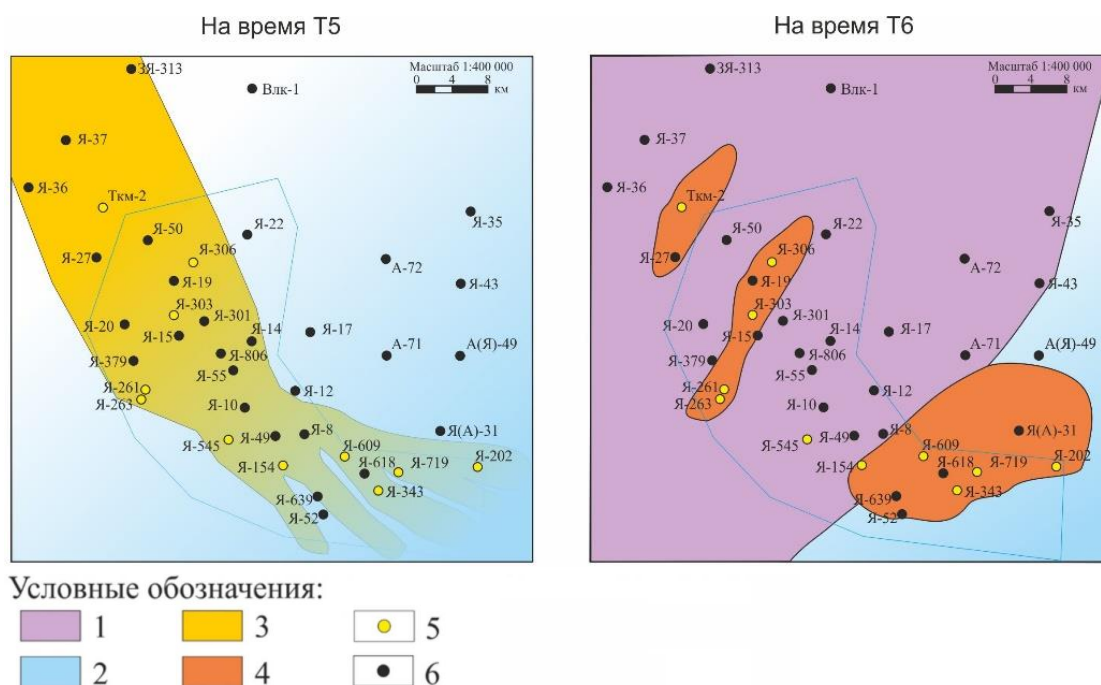 На время Т5
На время Т6
ЗЯ-313
Масштаб 1:400 000
0 4 8
км
Влк-1
Я-37
Я-36
Ткм-2
Я-35
Я-50
Я-22
Я-27
Я-306
А-72
Я-19
Я-43
Я-303
Я-20
Я-301
Я-14
Я-17
Я-15
Я-379
Я-806
А-71
А(Я)-49
Я-55
Я-261
Я-263
Я-12
Я-10
Я-545
Я-49
Я-8
Я(А)-31
Я-609
Я-154
Я-618
Я-719
Я-202
Я-343
Я-639
Я-52
ЗЯ-313
Масштаб 1:400 000
0 4 8
км
Влк-1
Я-37
Я-36
Ткм-2
Я-35
Я-50
Я-22
Я-27
Я-306
А-72
Я-19
Я-43
Я-303
Я-20
Я-301
Я-14
Я-17
Я-15
Я-379
Я-806
А-71
А(Я)-49
Я-55
Я-261
Я-263
Я-12
Я-10
Я-545
Я-49
Я-8
Я(А)-31
Я-609
Я-154
Я-618
Я-719
Я-202
Я-343
Я-639
Я-52
Условные обозначения:
1 3 5
2 4 6